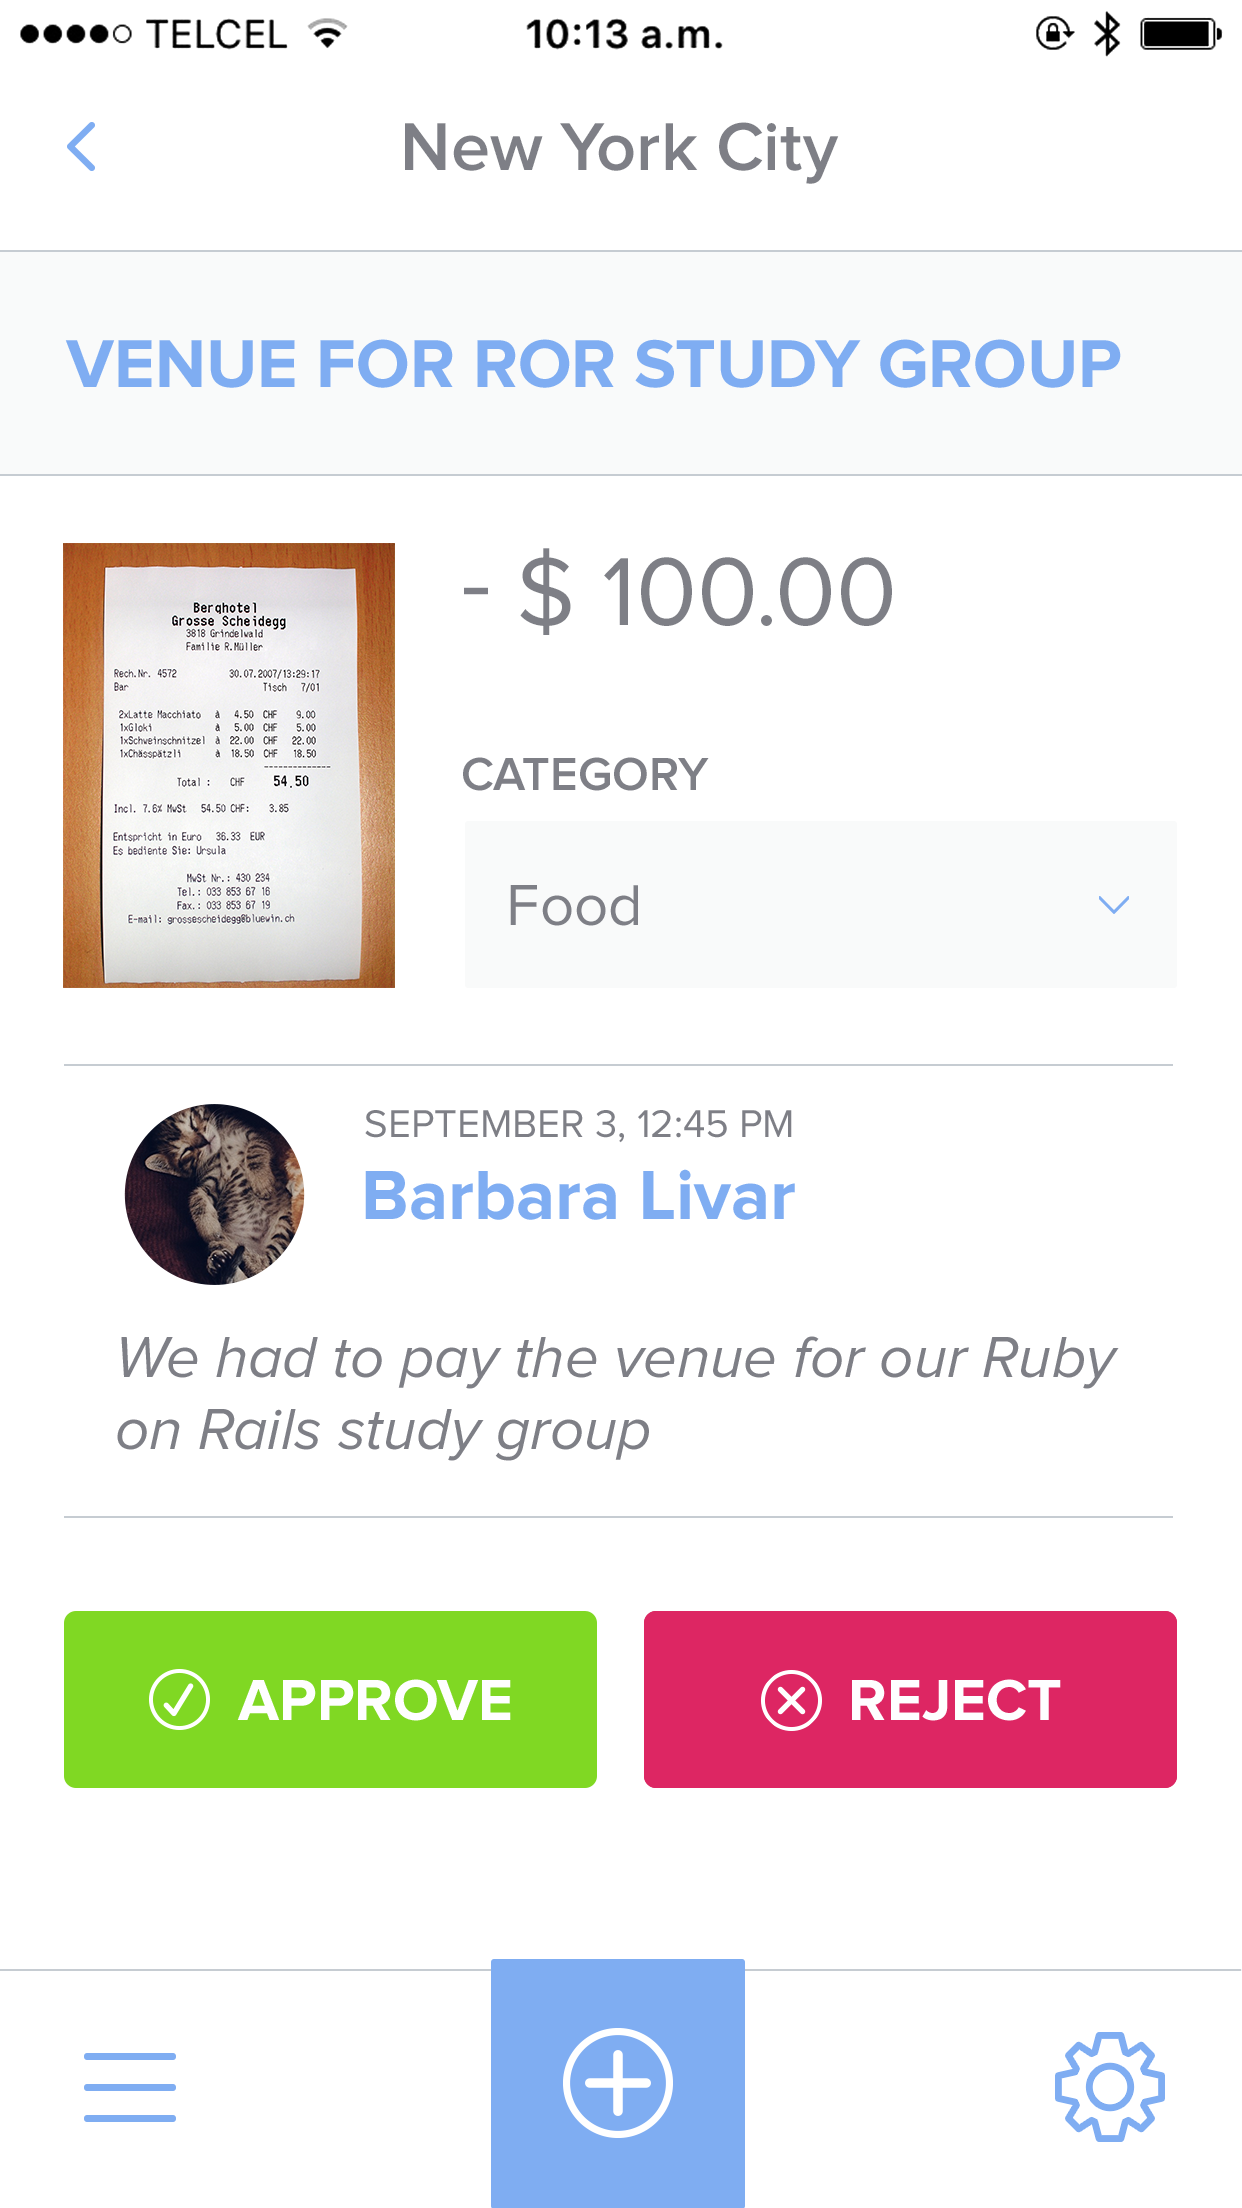 TELCEL 10:13 a.m.
New York City
VENUE FOR ROR STUDY GROUP
- $ 100.00
CATEGORY
Food
Berghotel
Grosse Scheidegg
3818 Grindelwald
Familie R.Müller
Rech.Nr. 4572 30.07.2007/13:29:17
Bar Tisch 7/01
2xLatte Macchiato à 4.50 CHF 9.00
1xGloki à 5.00 CHF 5.00
1xSchweinschnitzel à 22.00 CHF 22.00
1xChässpätzli à 18.50 CHF 18.50
Total : CHF 54.50
Incl. 7.6% MwSt 54.50 CHF: 3.85
Entspricht in Euro 36.33 EUR
Es bediente Sie: Ursula
MwSt Nr.: 430 234
Tel.: 033 853 67 16
Fax.: 033 853 67 19
E-mail: grossescheidegg@bluewin.ch
SEPTEMBER 3, 12:45 PM
Barbara Livar
We had to pay the venue for our Ruby
on Rails study group
APPROVE REJECT